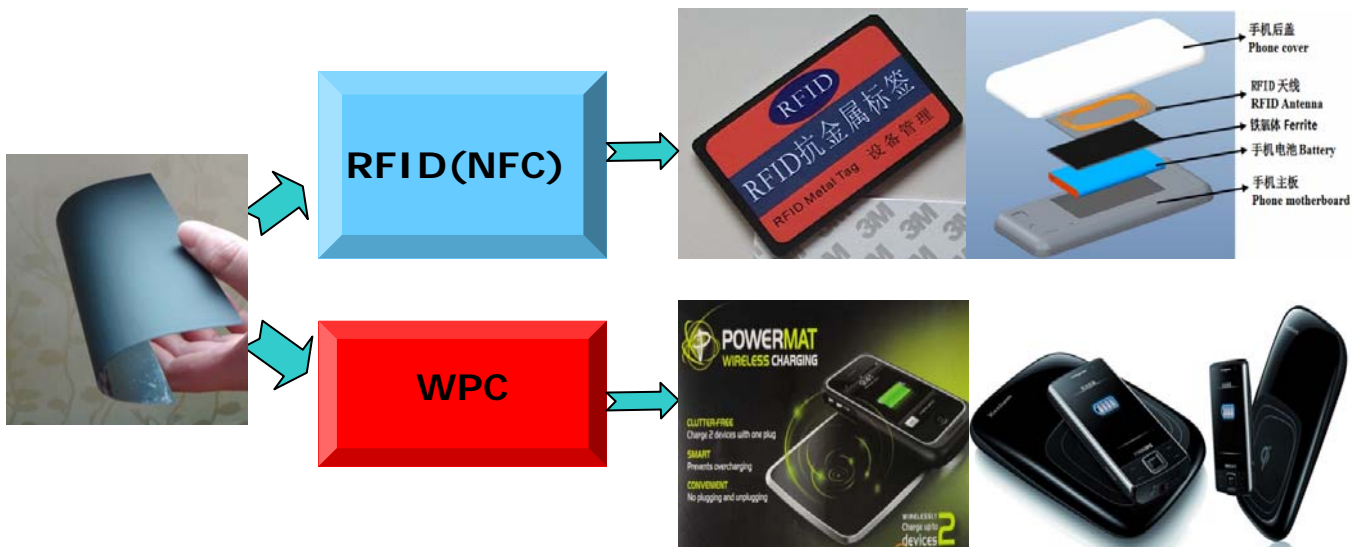 RFID(NFC)
RFID
RFID抗金属标签
设备管理
RFID Metal Tag
3M 3M 3M
手机后盖
Phone cover
RFID 天线
RFID Antenna
铁氧体 Ferrite
手机电池 Battery
手机主板
Phone motherboard
WPC
POWERMAT
WIRELESS CHARGING
CLUTTER-FREE
Charge 2 devices with one plug
SMART
Prevents overcharging
CONVENIENT
No plugging and unplugging
WIRELESSLY
Charge up to
devices 2